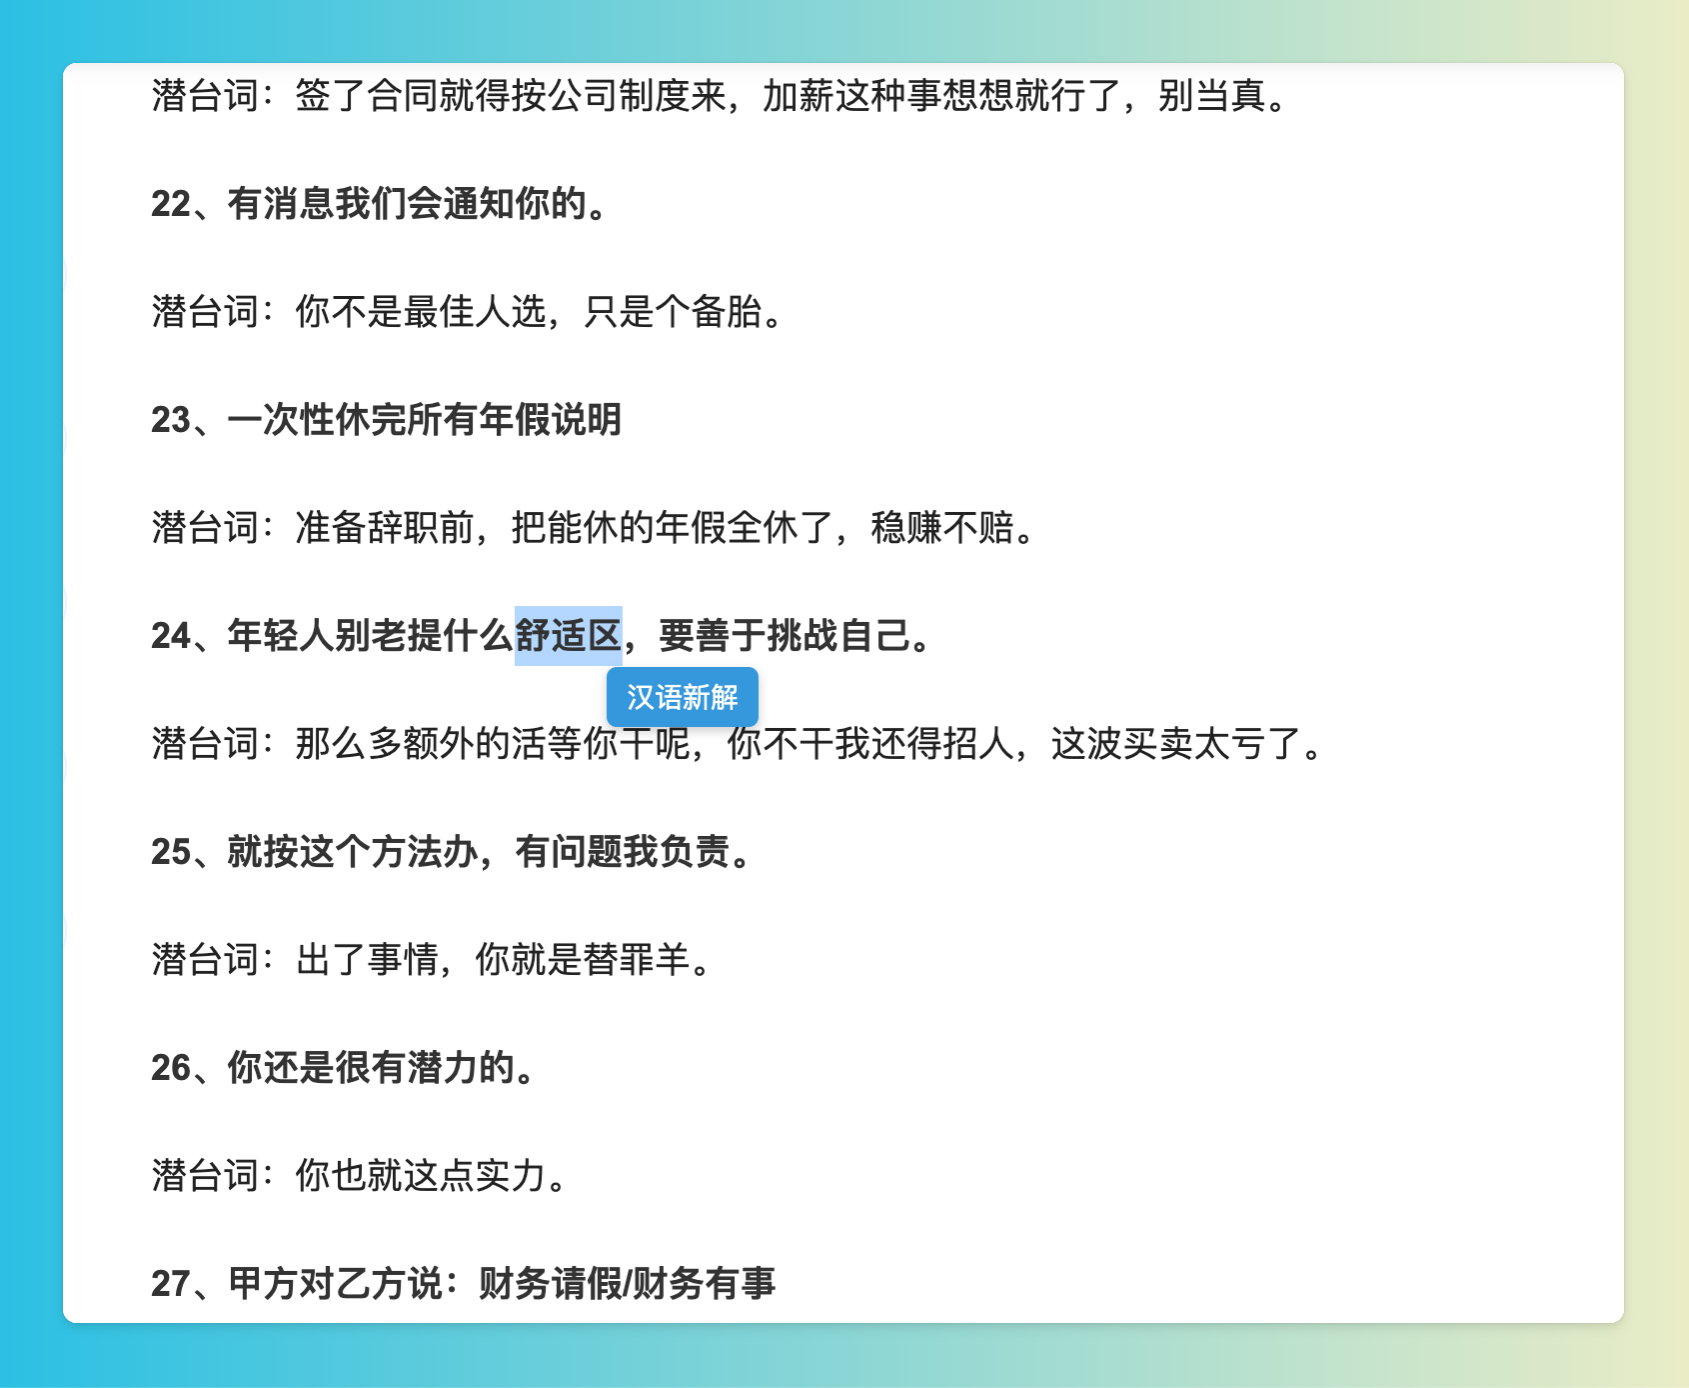 潜台词：签了合同就得按公司制度来，加薪这种事想想就行了，别当真。
22、有消息我们会通知你的。
潜台词：你不是最佳人选，只是个备胎。
23、一次性休完所有年假说明
潜台词：准备辞职前，把能休的年假全休了，稳赚不赔。
24、年轻人别老提什么舒适区，要善于挑战自己。
汉语新解
潜台词：那么多额外的活等你干呢，你不干我还得招人，这波买卖太亏了。
25、就按这个方法办，有问题我负责。
潜台词：出了事情，你就是替罪羊。
26、你还是很有潜力的。
潜台词：你也就这点实力。
27、甲方对乙方说：财务请假/财务有事